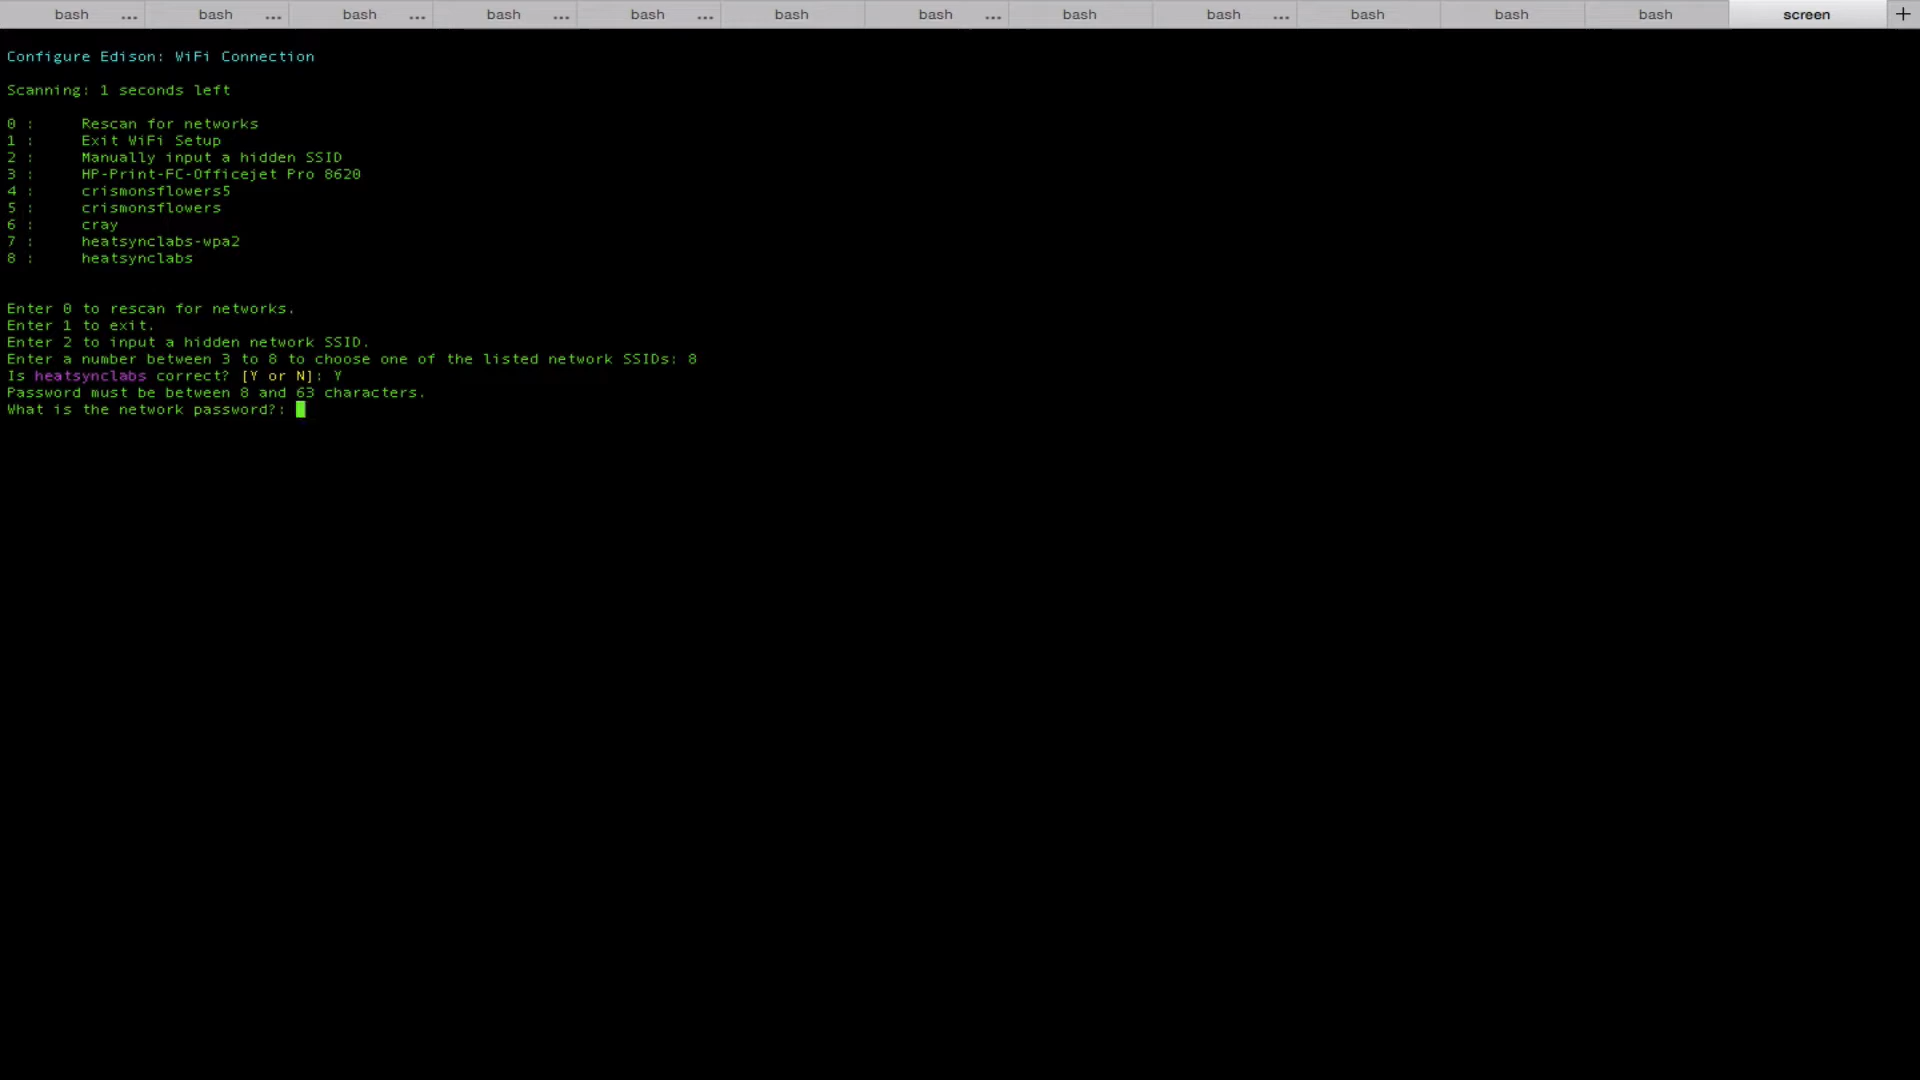 bash ... bash ... bash ... bash ... bash ... bash bash ... bash bash ... bash bash bash screen +
Configure Edison: WiFi Connection
Scanning: 1 seconds left
0 : Rescan for networks
1 : Exit WiFi Setup
2 : Manually input a hidden SSID
3 : HP-Print-FC-Officejet Pro 8620
4 : crismonsflowers5
5 : crismonsflowers
6 : cray
7 : heatsynclabs-wpa2
8 : heatsynclabs
Enter 0 to rescan for networks.
Enter 1 to exit.
Enter 2 to input a hidden network SSID.
Enter a number between 3 to 8 to choose one of the listed network SSIDs: 8
Is heatsynclabs correct? [Y or N]: Y
Password must be between 8 and 63 characters.
What is the network password?: